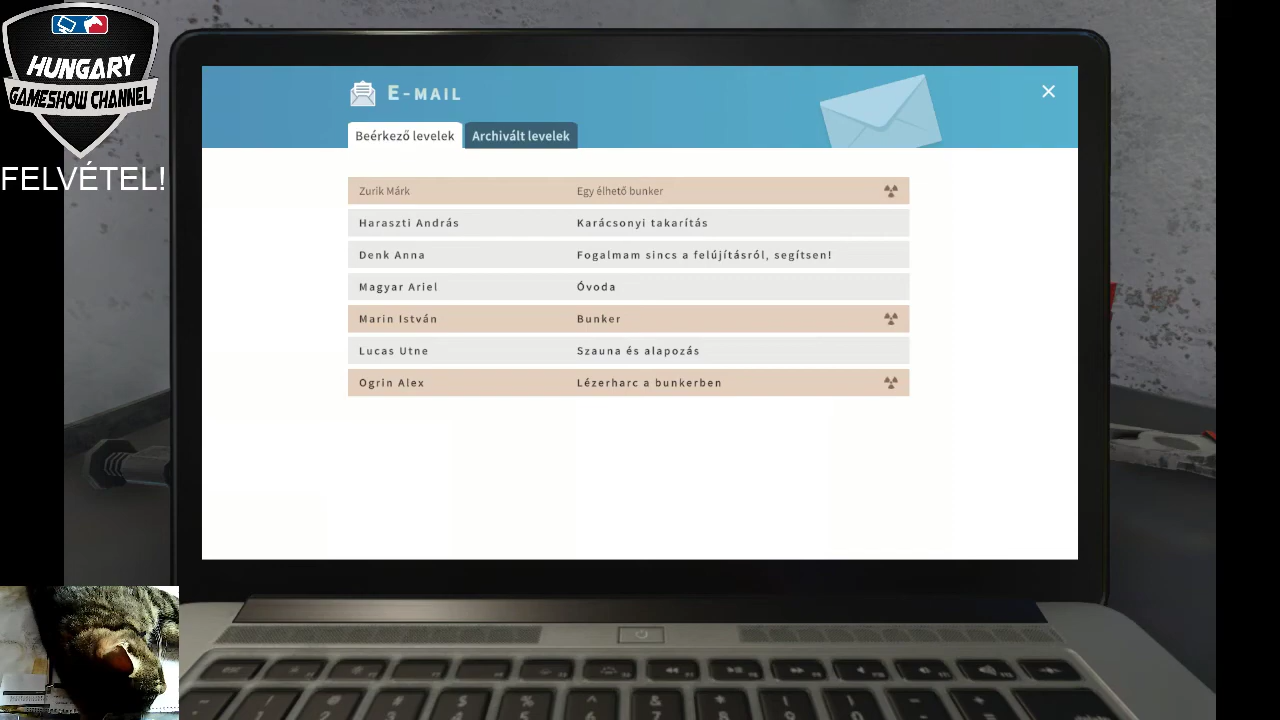 HUNGARY
GAMESHOW CHANNEL
FELVÉTEL!
E-MAIL
Beérkező levelek
Archivált levelek
Zurik Márk Egy élhető bunker
Haraszti András Karácsonyi takarítás
Denk Anna Fogalmam sincs a felújításról, segítsen!
Magyar Ariel Óvoda
Marin István Bunker
Lucas Utne Szauna és alapozás
Ogrin Alex Lézerharc a bunkerben